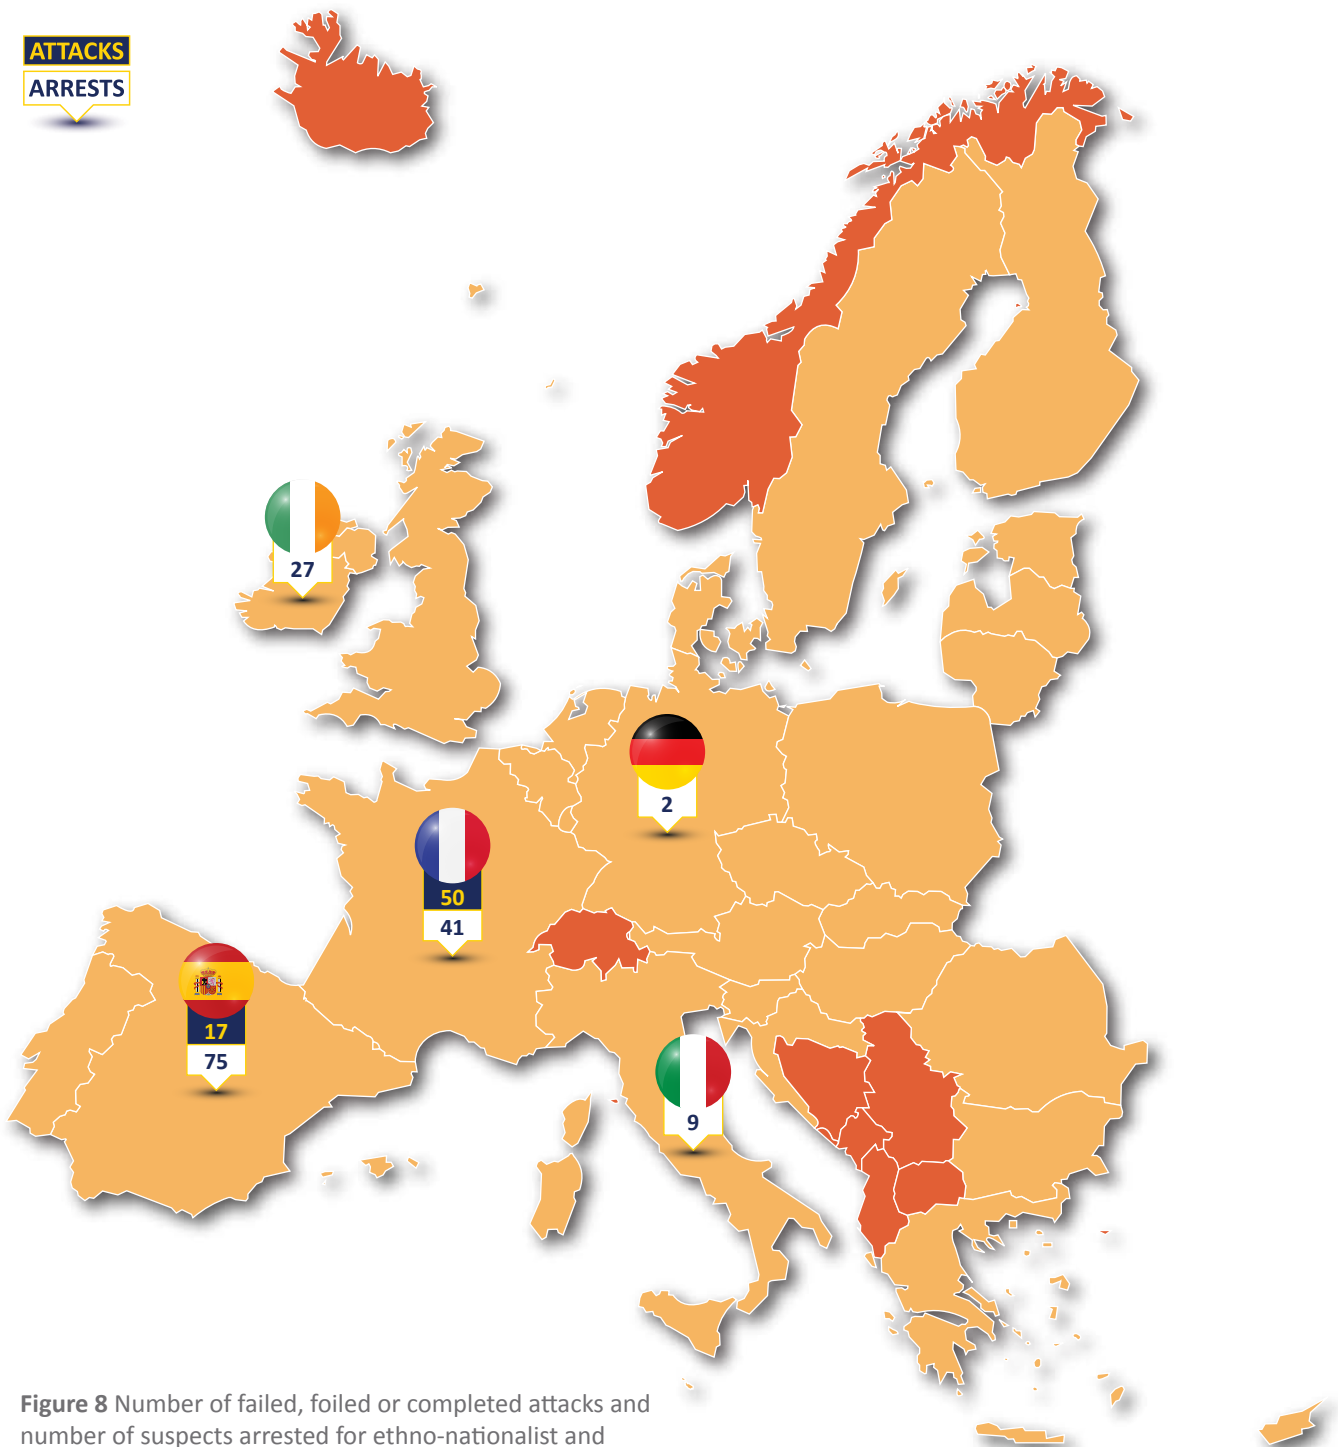 ATTACKS
ARRESTS
27
2
50
41
17
75
9
Figure 8 Number of failed, foiled or completed attacks and
number of suspects arrested for ethno-nationalist and